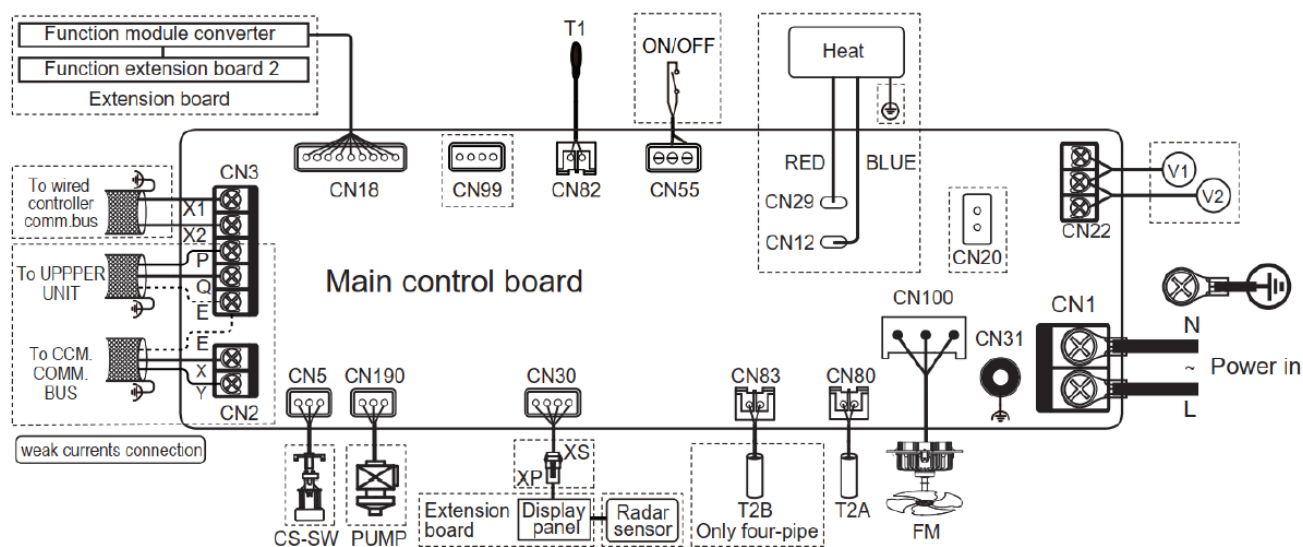 Function module converter
Function extension board 2
Extension board
T1
ON/OFF
Heat
RED
BLUE
CN18
CN99
CN82
CN55
CN29
CN12
CN20
CN22
V1
V2
To wired
controller
comm.bus
CN3
X1
X2
P
Q
E
To UPPPER
UNIT
Main control board
CN100
CN31
CN1
N
~
L
Power in
To CCM.
COMM.
BUS
E
X
Y
CN2
CN5
CN190
CN30
CN83
CN80
weak currents connection
CS-SW
PUMP
XS
XP
Extension
board
Display
panel
Radar
sensor
T2B
Only four-pipe
T2A
FM